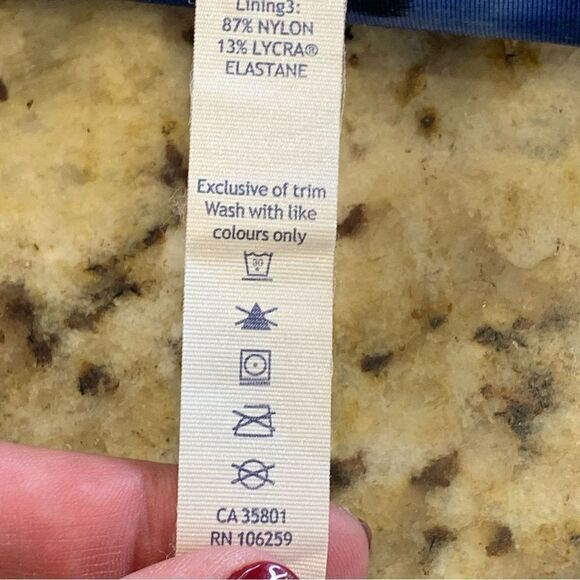 Lining3:
87% NYLON
13% LYCRA®
ELASTANE
Exclusive of trim
Wash with like
colours only
30
CA 35801
RN 106259